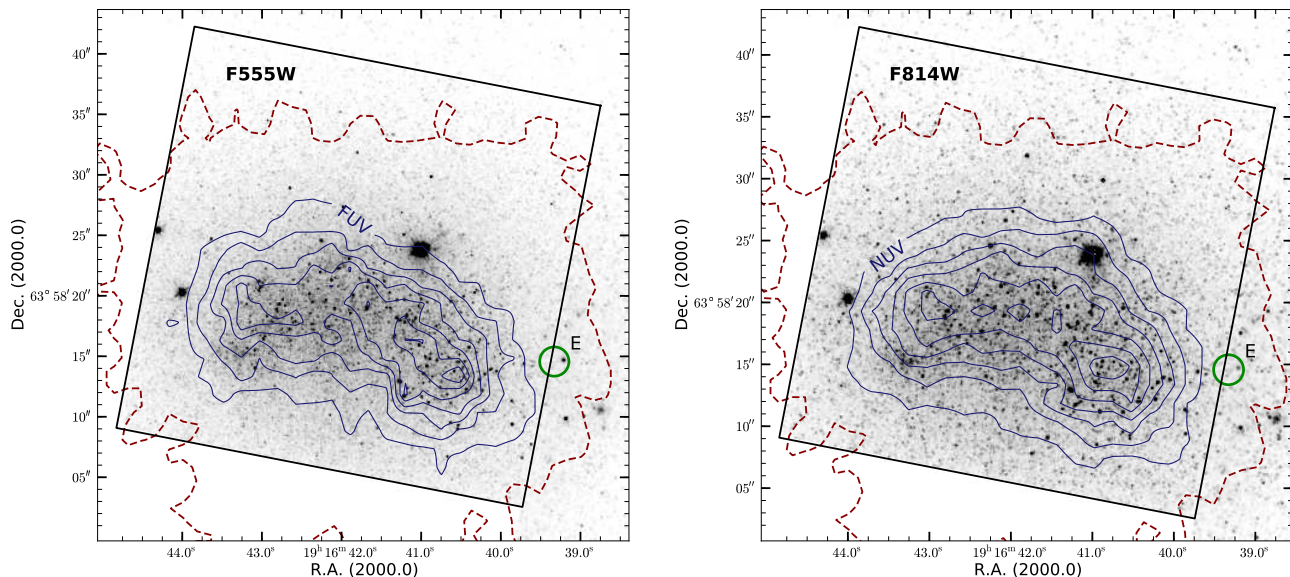 F555W
FUV
E
40″
35″
30″
25″
63° 58′ 20″
15″
10″
05″
Dec. (2000.0)
44.0ˢ 43.0ˢ 19ʰ 16ᵐ 42.0ˢ 41.0ˢ 40.0ˢ 39.0ˢ
R.A. (2000.0)
F814W
NUV
E
40″
35″
30″
25″
63° 58′ 20″
15″
10″
05″
Dec. (2000.0)
44.0ˢ 43.0ˢ 19ʰ 16ᵐ 42.0ˢ 41.0ˢ 40.0ˢ 39.0ˢ
R.A. (2000.0)